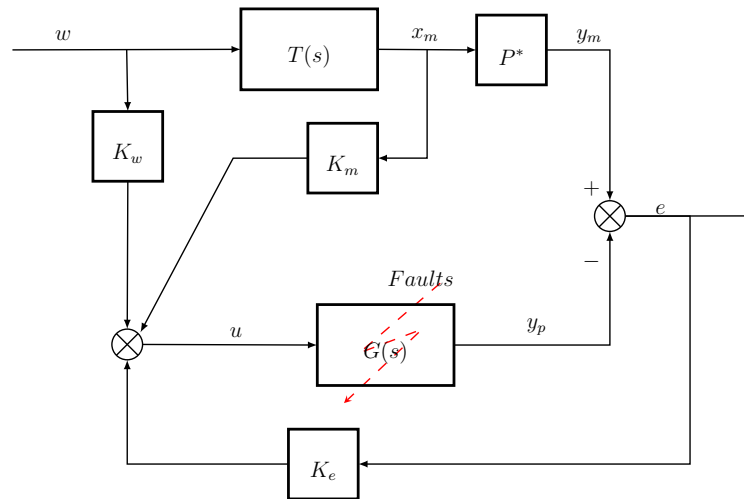 w
T(s)
x_m
P*
y_m
K_w
K_m
+
e
−
Faults
u
G(s)
y_p
K_e